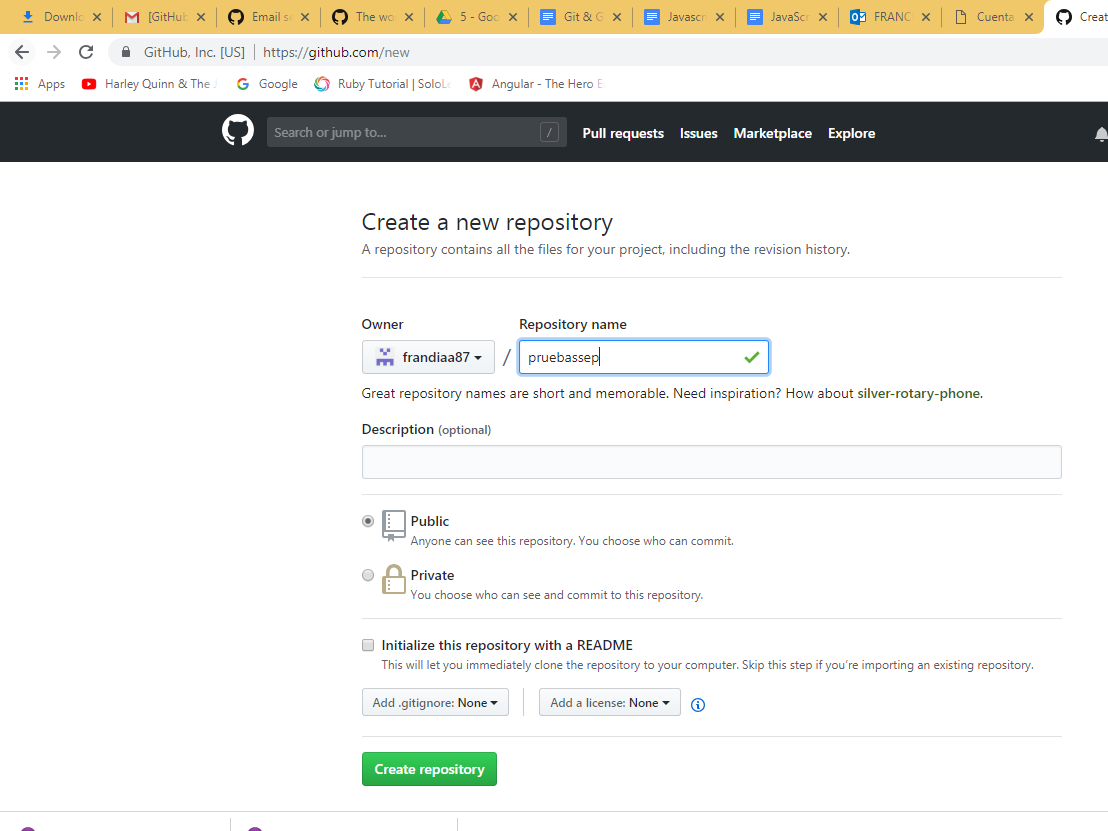 Downlo [GitHub Email se The wo 5 - Goo Git & G Javascri JavaScr FRANC Cuenta Creat
GitHub, Inc. [US] | https://github.com/new
Apps Harley Quinn & The J Google Ruby Tutorial | SoloLe Angular - The Hero E
Search or jump to... / Pull requests Issues Marketplace Explore
Create a new repository
A repository contains all the files for your project, including the revision history.
Owner Repository name
frandiaa87 / pruebassep
Great repository names are short and memorable. Need inspiration? How about silver-rotary-phone.
Description (optional)
Public
Anyone can see this repository. You choose who can commit.
Private
You choose who can see and commit to this repository.
Initialize this repository with a README
This will let you immediately clone the repository to your computer. Skip this step if you're importing an existing repository.
Add .gitignore: None Add a license: None
Create repository